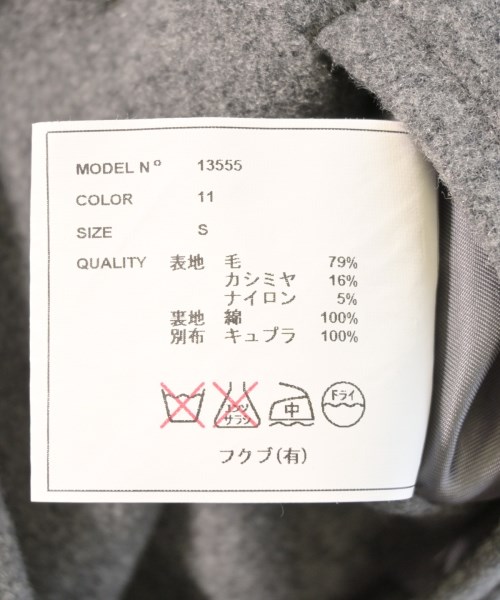 MODEL Nº 13555
COLOR 11
SIZE S
QUALITY 表地 毛 79%
カシミヤ 16%
ナイロン 5%
裏地 綿 100%
別布 キュプラ 100%
エンソ 中 Fライ
サラシ
フクブ(有)